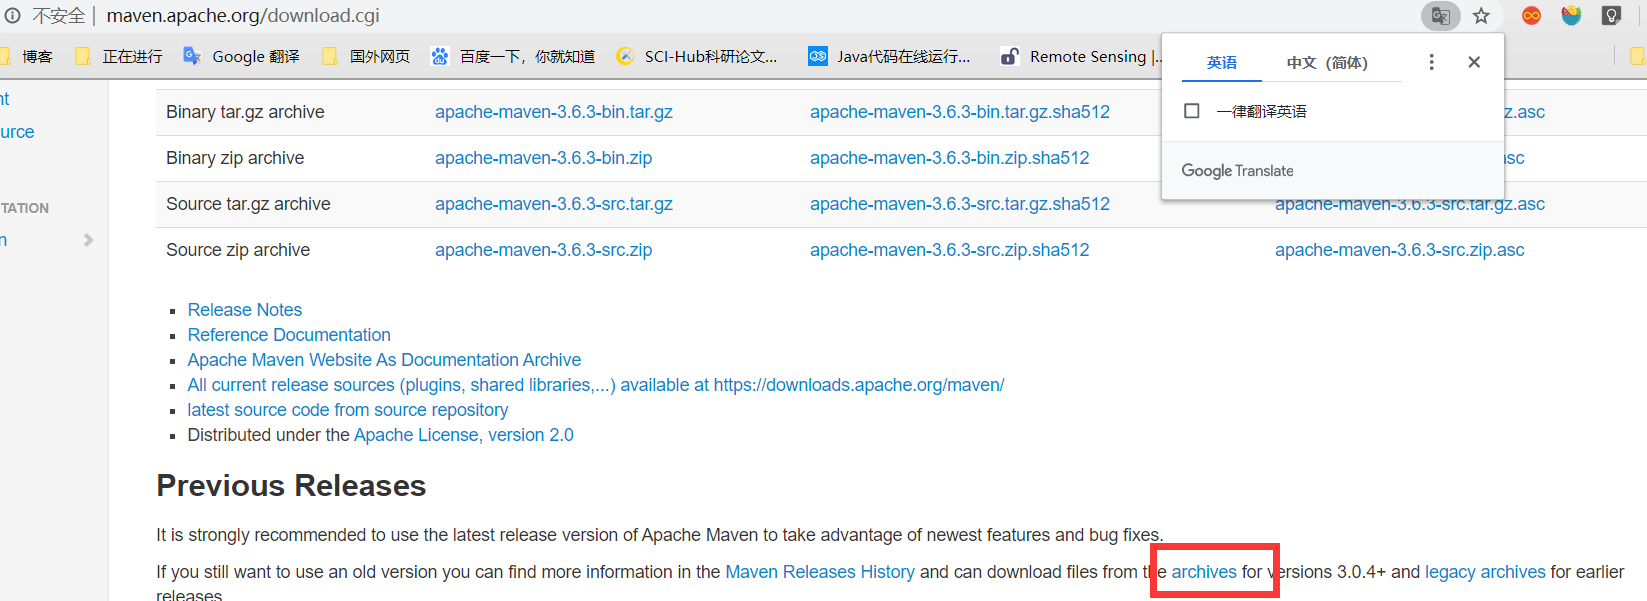 不安全 | maven.apache.org/download.cgi
博客 正在进行 Google 翻译 国外网页 百度一下，你就知道 SCI-Hub科研论文... Java代码在线运行... Remote Sensing |...
英语 中文（简体）
一律翻译英语
Google Translate
nt
urce
TATION
n
Binary tar.gz archive apache-maven-3.6.3-bin.tar.gz apache-maven-3.6.3-bin.tar.gz.sha512 z.asc
Binary zip archive apache-maven-3.6.3-bin.zip apache-maven-3.6.3-bin.zip.sha512 asc
Source tar.gz archive apache-maven-3.6.3-src.tar.gz apache-maven-3.6.3-src.tar.gz.sha512 apache-maven-3.6.3-src.tar.gz.asc
Source zip archive apache-maven-3.6.3-src.zip apache-maven-3.6.3-src.zip.sha512 apache-maven-3.6.3-src.zip.asc
Release Notes
Reference Documentation
Apache Maven Website As Documentation Archive
All current release sources (plugins, shared libraries,...) available at https://downloads.apache.org/maven/
latest source code from source repository
Distributed under the Apache License, version 2.0
Previous Releases
It is strongly recommended to use the latest release version of Apache Maven to take advantage of newest features and bug fixes.
If you still want to use an old version you can find more information in the Maven Releases History and can download files from the archives for versions 3.0.4+ and legacy archives for earlier
releases.